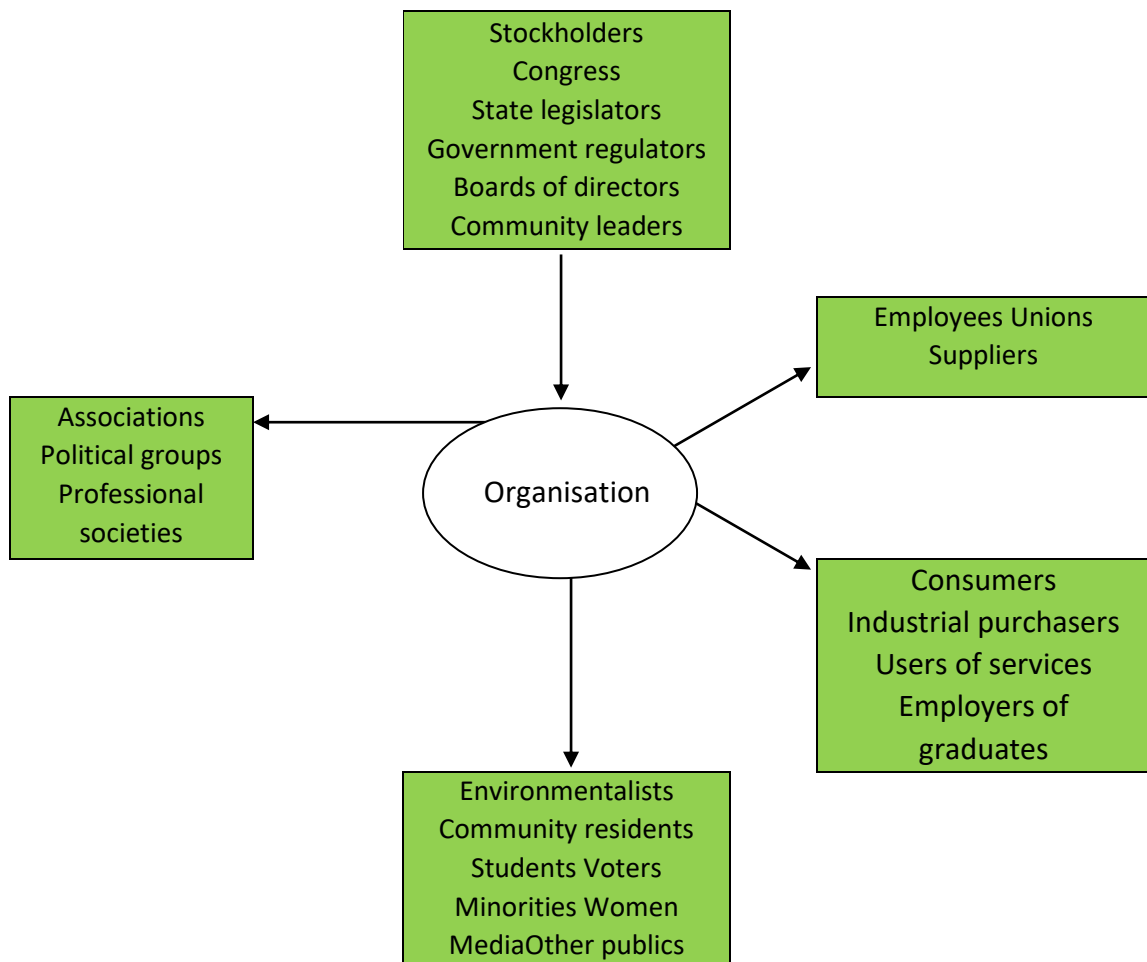 Stockholders
Congress
State legislators
Government regulators
Boards of directors
Community leaders
Employees Unions
Suppliers
Associations
Political groups
Professional
societies
Organisation
Consumers
Industrial purchasers
Users of services
Employers of
graduates
Environmentalists
Community residents
Students Voters
Minorities Women
MediaOther publics